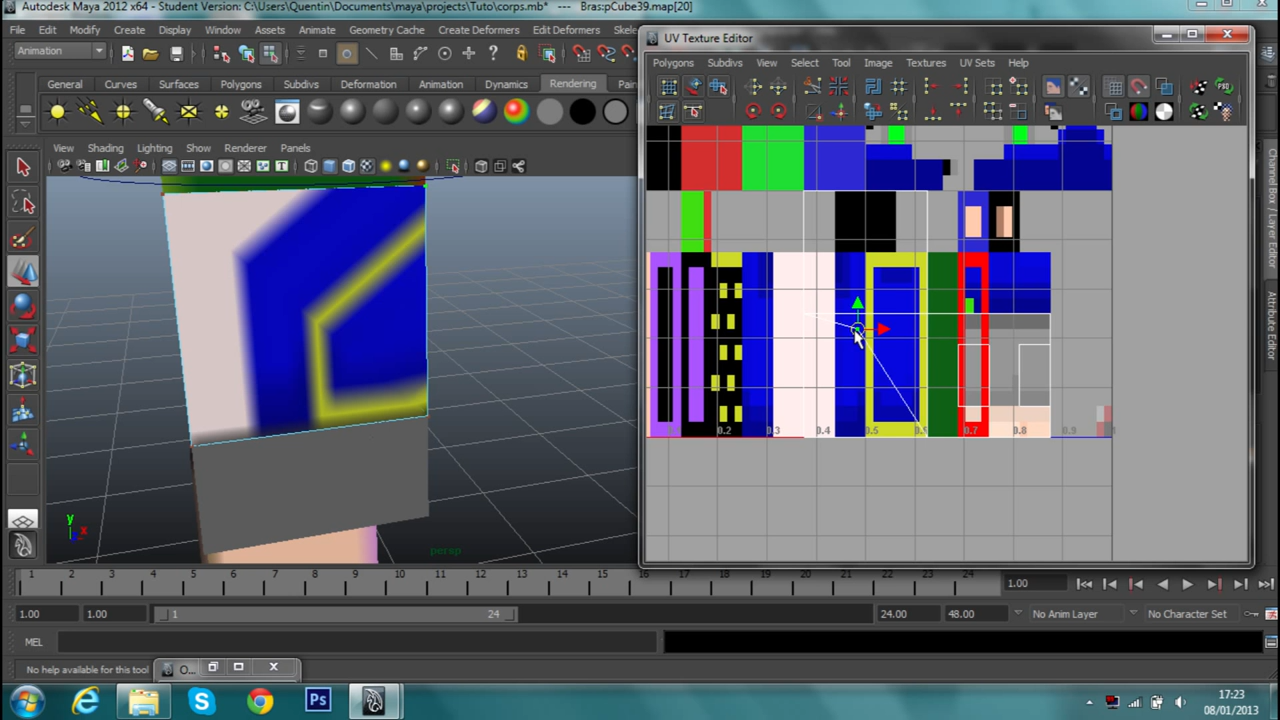 Autodesk Maya 2012 x64 - Student Version: C:\Users\Quentin\Documents\maya\projects\Tuto\corps.mb* --- Bras:pCube39.map[20]
File Edit Modify Create Display Window Assets Animate Geometry Cache Create Deformers Edit Deformers Skele
UV Texture Editor
Animation
Polygons Subdivs View Select Tool Image Textures UV Sets Help
General Curves Surfaces Polygons Subdivs Deformation Animation Dynamics Rendering Pain
View Shading Lighting Show Renderer Panels
Channel Box / Layer Editor
Attribute Editor
0.2 0.3 0.4 0.5 0.6 0.7 0.8 0.9
y
x
persp
1 2 3 4 5 6 7 8 9 10 11 12 13 14 15 16 17 18 19 20 21 22 23 24 1.00
1.00 1.00 1 24 24.00 48.00 No Anim Layer No Character Set
MEL
No help available for this tool O...
Ps
17:23
08/01/2013